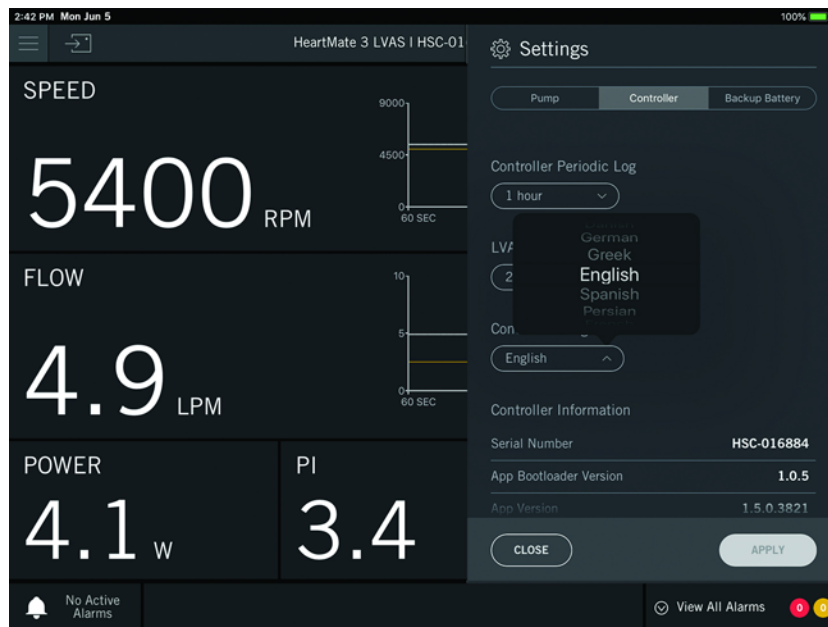 2:42 PM Mon Jun 5
100%
HeartMate 3 LVAS I HSC-01
SPEED
9000
4500
0
60 SEC
5400 RPM
FLOW
10
5
0
60 SEC
4.9 LPM
POWER
4.1 W
PI
3.4
Settings
Pump
Controller
Backup Battery
Controller Periodic Log
1 hour
German
Greek
English
Spanish
Persian
English
Controller Information
Serial Number HSC-016884
App Bootloader Version 1.0.5
App Version 1.5.0.3821
CLOSE
APPLY
No Active
Alarms
View All Alarms 0 0